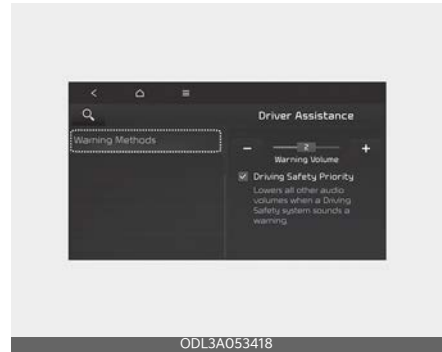 Driver Assistance
Warning Methods
2
Warning Volume
Driving Safety Priority
Lowers all other audio
volumes when a Driving
Safety system sounds a
warning.
ODL3A053418